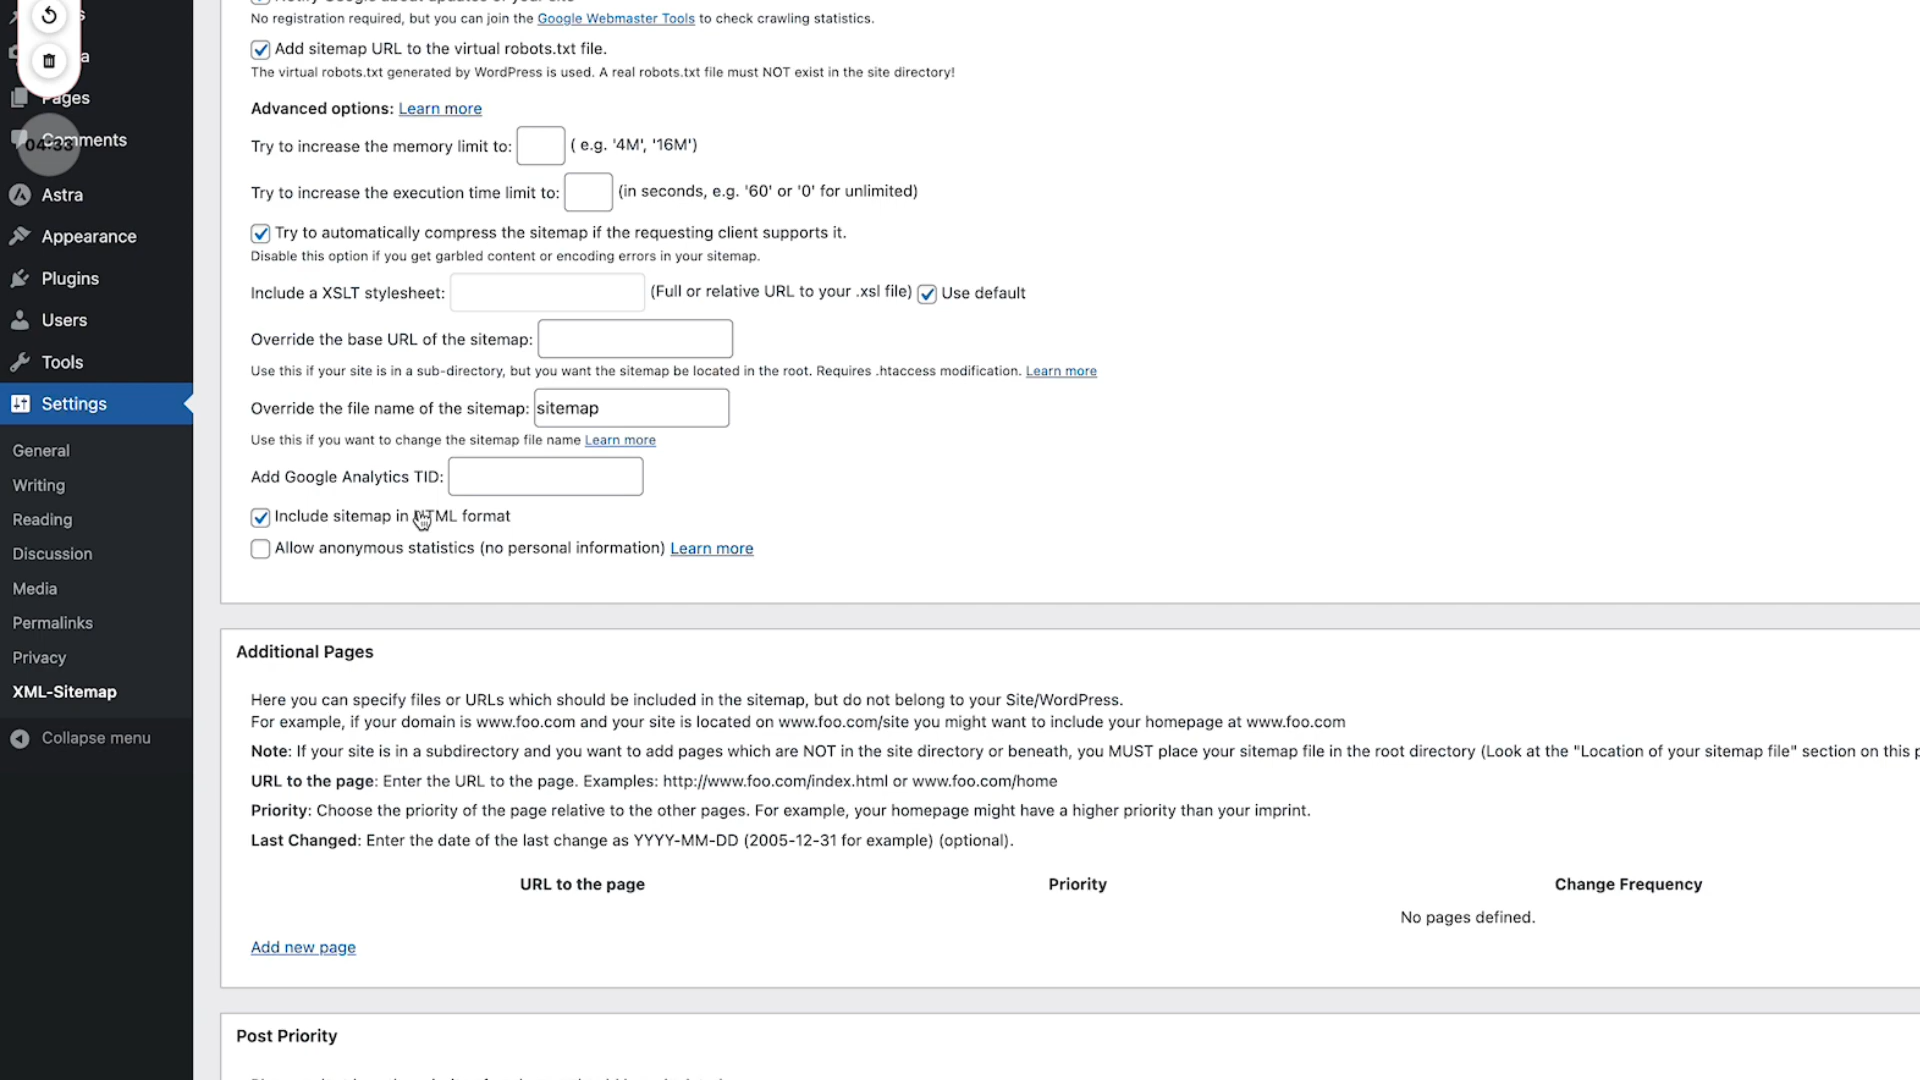 No registration required, but you can join the Google Webmaster Tools to check crawling statistics.
Add sitemap URL to the virtual robots.txt file.
The virtual robots.txt generated by WordPress is used. A real robots.txt file must NOT exist in the site directory!
Pages
Advanced options: Learn more
Comments
04:33
Try to increase the memory limit to: ( e.g. '4M', '16M')
Astra
Try to increase the execution time limit to: (in seconds, e.g. '60' or '0' for unlimited)
Appearance
Try to automatically compress the sitemap if the requesting client supports it.
Disable this option if you get garbled content or encoding errors in your sitemap.
Plugins
Include a XSLT stylesheet: (Full or relative URL to your .xsl file) Use default
Users
Override the base URL of the sitemap:
Tools
Use this if your site is in a sub-directory, but you want the sitemap be located in the root. Requires .htaccess modification. Learn more
Settings
Override the file name of the sitemap: sitemap
Use this if you want to change the sitemap file name Learn more
General
Add Google Analytics TID:
Writing
Reading
Include sitemap in HTML format
Discussion
Allow anonymous statistics (no personal information) Learn more
Media
Permalinks
Privacy
XML-Sitemap
Collapse menu
Additional Pages
Here you can specify files or URLs which should be included in the sitemap, but do not belong to your Site/WordPress.
For example, if your domain is www.foo.com and your site is located on www.foo.com/site you might want to include your homepage at www.foo.com
Note: If your site is in a subdirectory and you want to add pages which are NOT in the site directory or beneath, you MUST place your sitemap file in the root directory (Look at the "Location of your sitemap file" section on this
URL to the page: Enter the URL to the page. Examples: http://www.foo.com/index.html or www.foo.com/home
Priority: Choose the priority of the page relative to the other pages. For example, your homepage might have a higher priority than your imprint.
Last Changed: Enter the date of the last change as YYYY-MM-DD (2005-12-31 for example) (optional).
URL to the page Priority Change Frequency
No pages defined.
Add new page
Post Priority